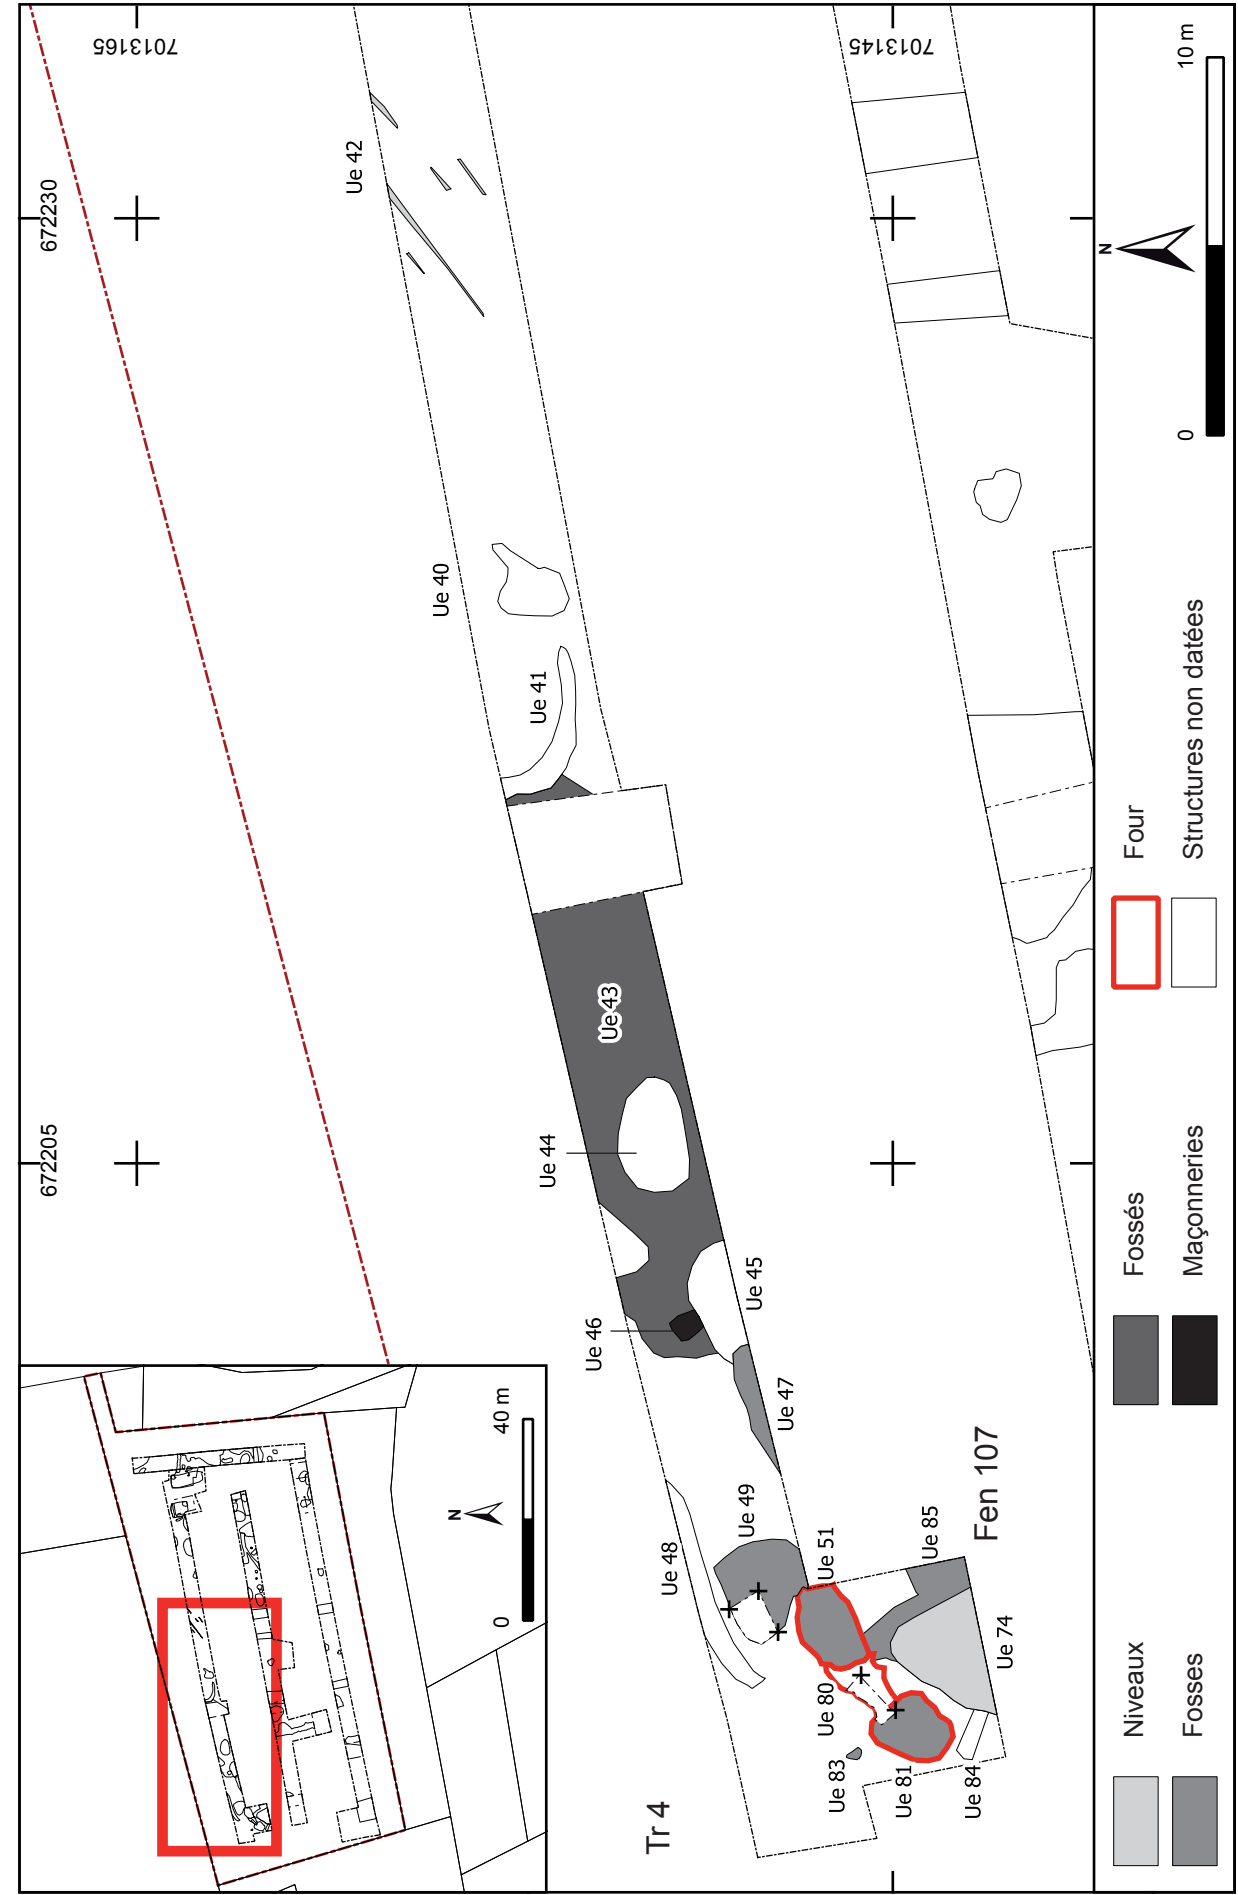 672205
672230
7013165
7013145
Ue 42
Ue 40
Ue 41
Ue 43
Ue 44
Ue 45
Ue 46
Ue 47
Ue 48
Ue 49
Ue 51
Ue 80
Ue 83
Ue 81
Ue 84
Ue 74
Ue 85
Tr 4
Fen 107
N
0
40 m
N
0
10 m
Niveaux
Fossés
Four
Fosses
Maçonneries
Structures non datées